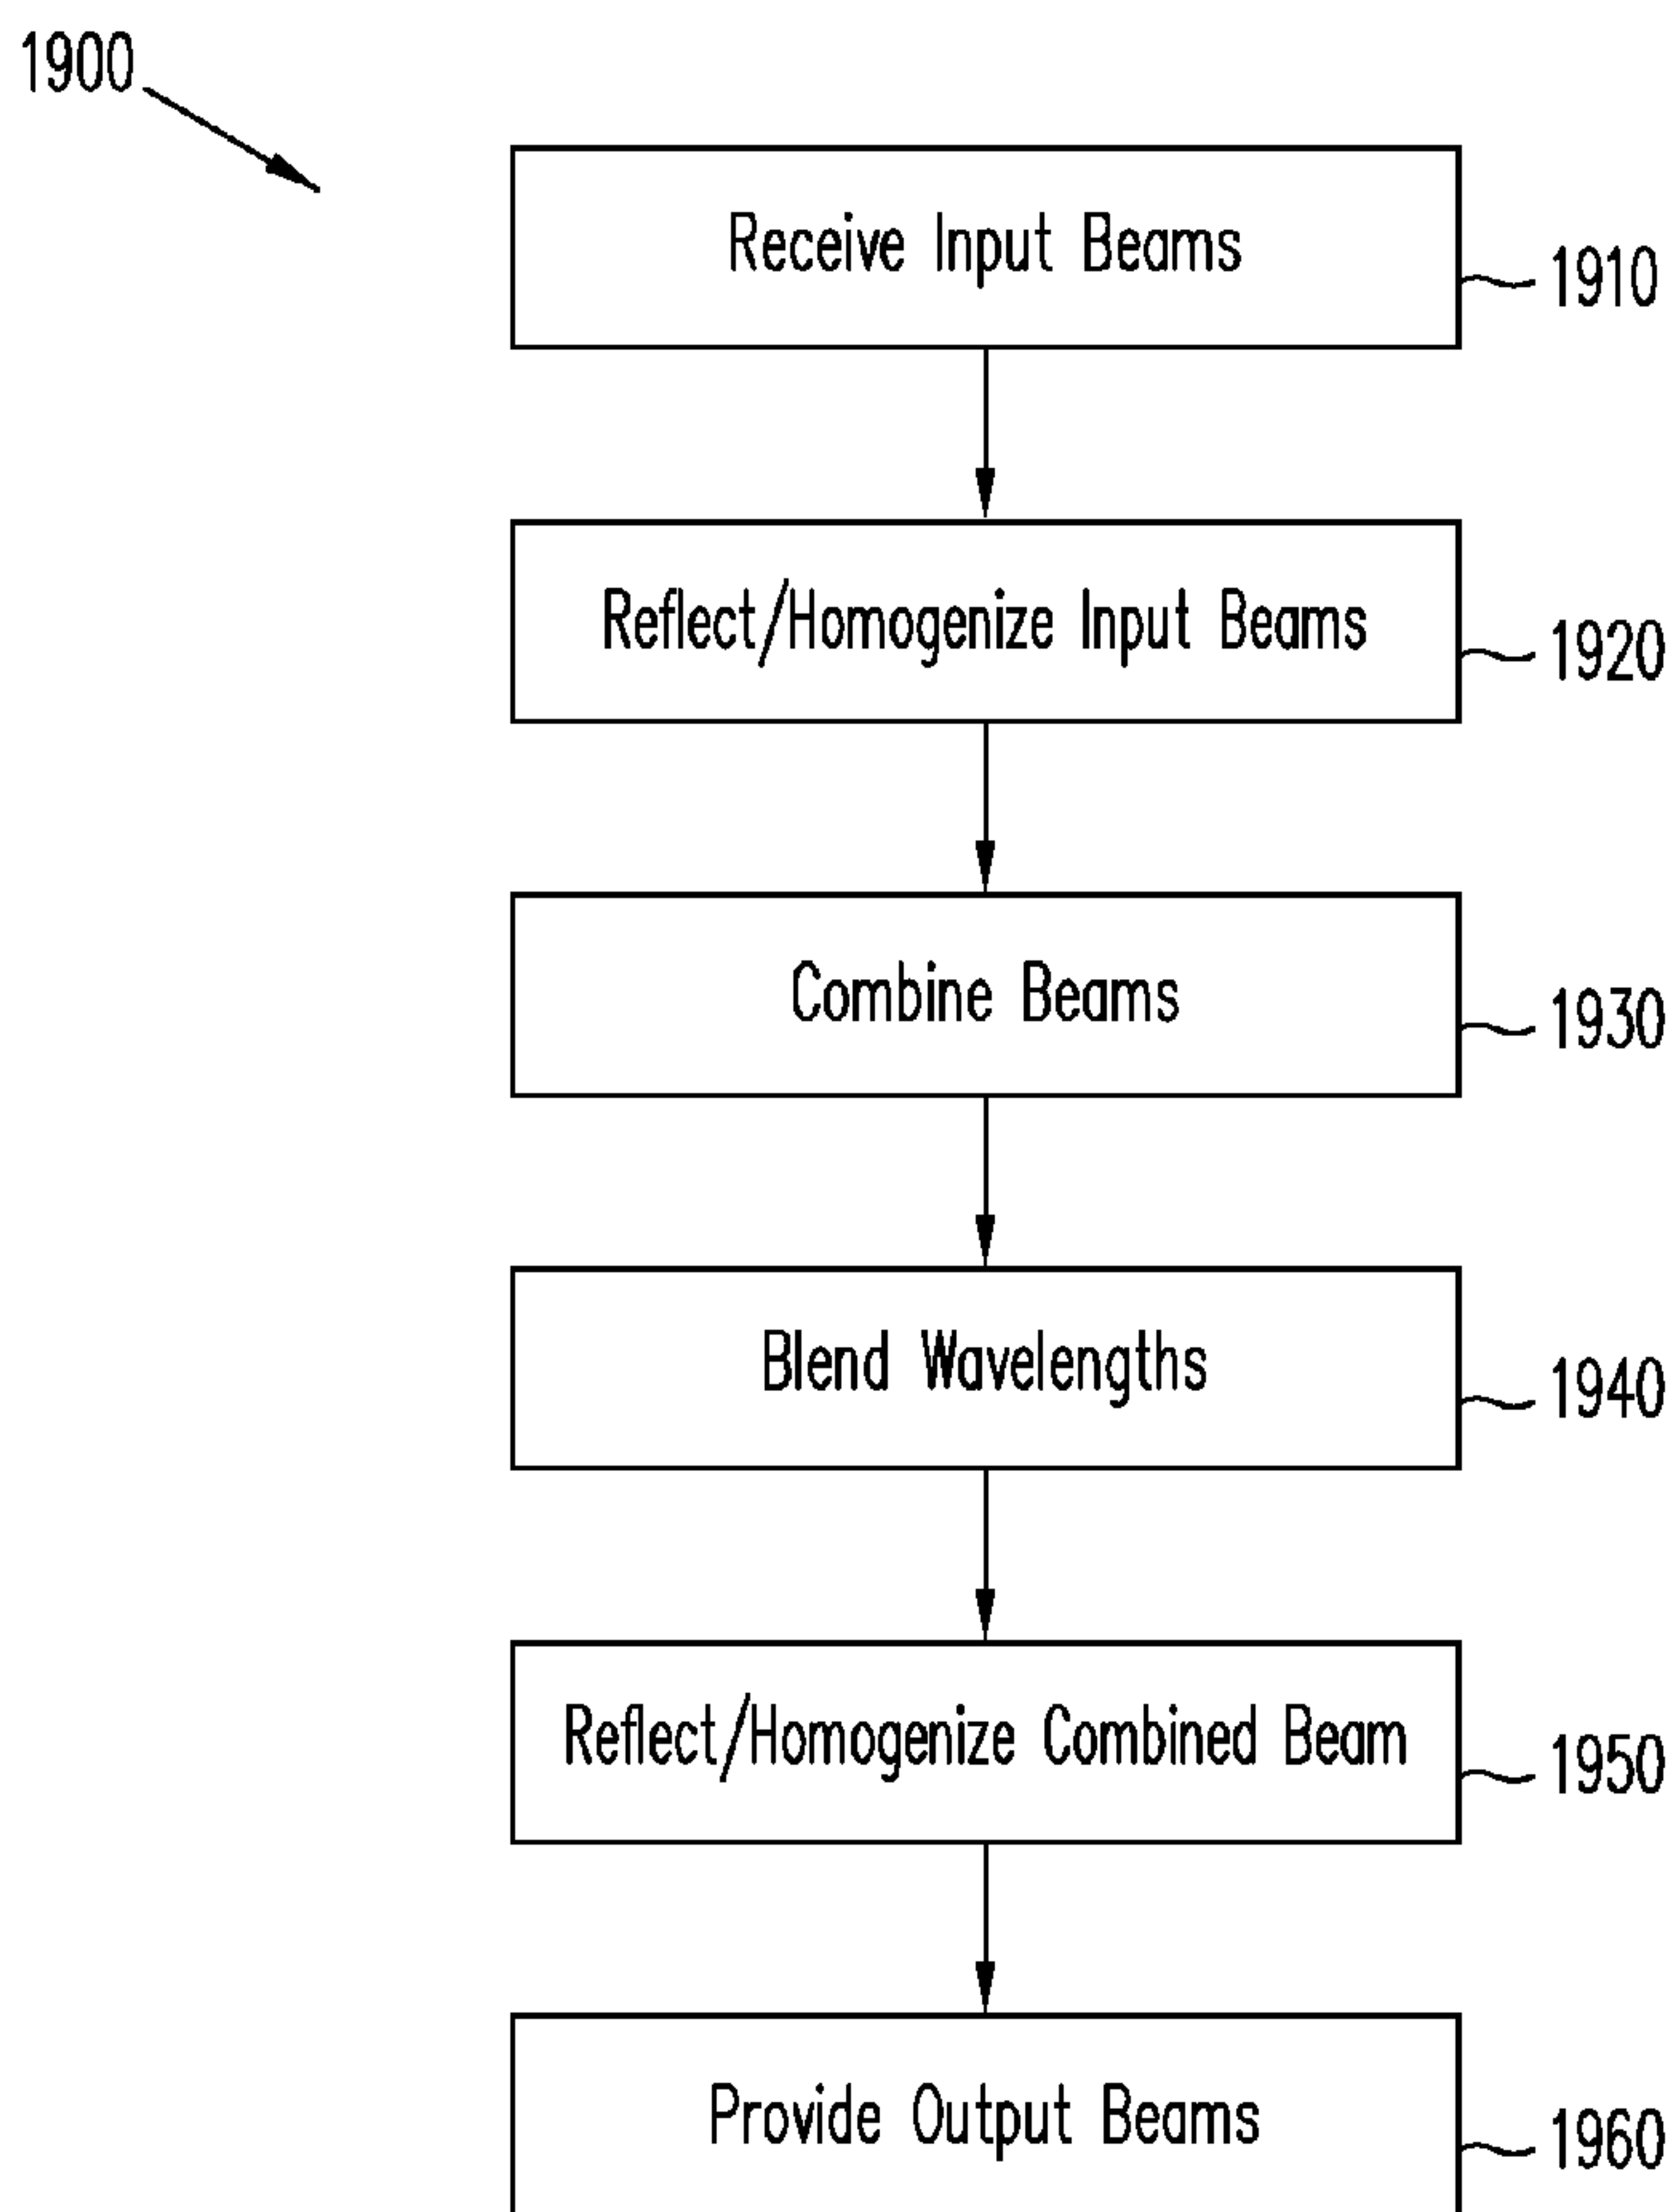 1900
Receive Input Beams
1910
Reflect/Homogenize Input Beams
1920
Combine Beams
1930
Blend Wavelengths
1940
Reflect/Homogenize Combined Beam
1950
Provide Output Beams
1960